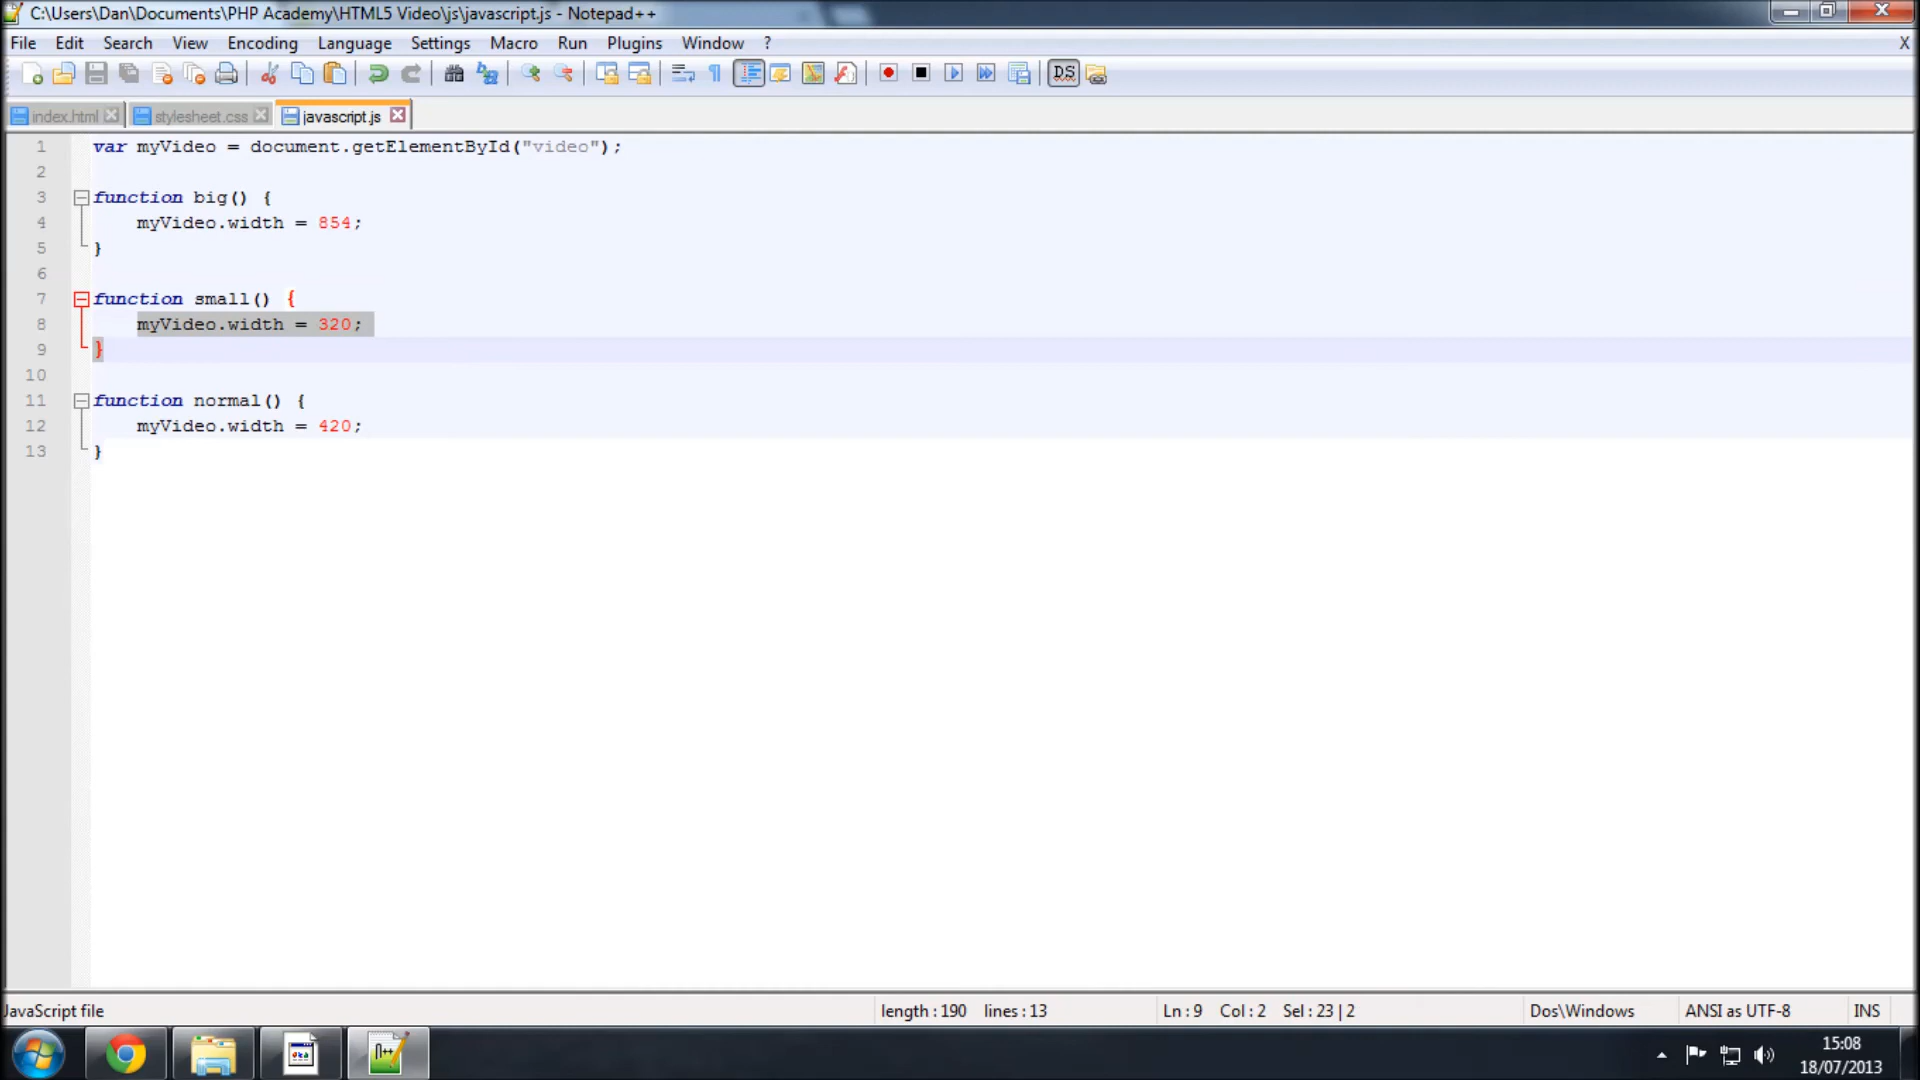 C:\Users\Dan\Documents\PHP Academy\HTML5 Video\js\javascript.js - Notepad++
File Edit Search View Encoding Language Settings Macro Run Plugins Window ? X
index.html stylesheet.css javascript.js
1 var myVideo = document.getElementById("video");
2
3 function big() {
4 myVideo.width = 854;
5 }
6
7 function small() {
8 myVideo.width = 320;
9 }
10
11 function normal() {
12 myVideo.width = 420;
13 }
JavaScript file length : 190 lines : 13 Ln : 9 Col : 2 Sel : 23 | 2 Dos\Windows ANSI as UTF-8 INS
15:08
18/07/2013